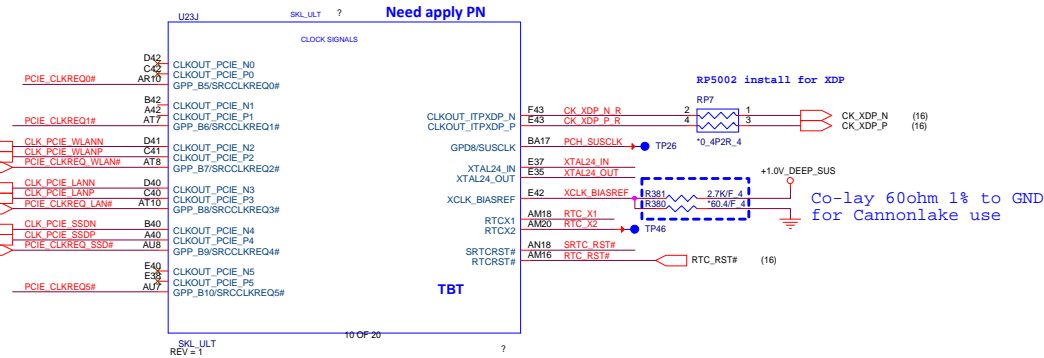 U23J SKL_ULT ? Need apply PN
CLOCK SIGNALS
D42 CLKOUT_PCIE_N0
C42 CLKOUT_PCIE_P0
PCIE_CLKREQ0# AR10 GPP_B5/SRCCLKREQ0#
B42 CLKOUT_PCIE_N1
A42 CLKOUT_PCIE_P1
PCIE_CLKREQ1# AT7 GPP_B6/SRCCLKREQ1#
CLK_PCIE_WLANN D41 CLKOUT_PCIE_N2
CLK_PCIE_WLANP C41 CLKOUT_PCIE_P2
PCIE_CLKREQ_WLAN# AT8 GPP_B7/SRCCLKREQ2#
CLK_PCIE_LANN D40 CLKOUT_PCIE_N3
CLK_PCIE_LANP C40 CLKOUT_PCIE_P3
PCIE_CLKREQ_LAN# AT10 GPP_B8/SRCCLKREQ3#
CLK_PCIE_SSDN B40 CLKOUT_PCIE_N4
CLK_PCIE_SSDP A40 CLKOUT_PCIE_P4
PCIE_CLKREQ_SSD# AU8 GPP_B9/SRCCLKREQ4#
E40 CLKOUT_PCIE_N5
E38 CLKOUT_PCIE_P5
PCIE_CLKREQ5# AU7 GPP_B10/SRCCLKREQ5#
RP5002 install for XDP
RP7
CLKOUT_ITPXDP_N F43 CK_XDP_N_R 2 1 CK_XDP_N (16)
CLKOUT_ITPXDP_P E43 CK_XDP_P_R 4 3 CK_XDP_P (16)
*0_4P2R_4
GPD8/SUSCLK BA17 PCH_SUSCLK TP26
XTAL24_IN E37 XTAL24_IN
XTAL24_OUT E35 XTAL24_OUT
+1.0V_DEEP_SUS
XCLK_BIASREF E42 XCLK_BIASREF R381 2.7K/F_4
R380 *60.4/F_4
Co-lay 60ohm 1% to GND
for Cannonlake use
RTCX1 AM18 RTC_X1
RTCX2 AM20 RTC_X2 TP46
SRTCRST# AN18 SRTC_RST#
RTCRST# AM16 RTC_RST# RTC_RST# (16)
TBT
10 OF 20
SKL_ULT
REV = 1 ?